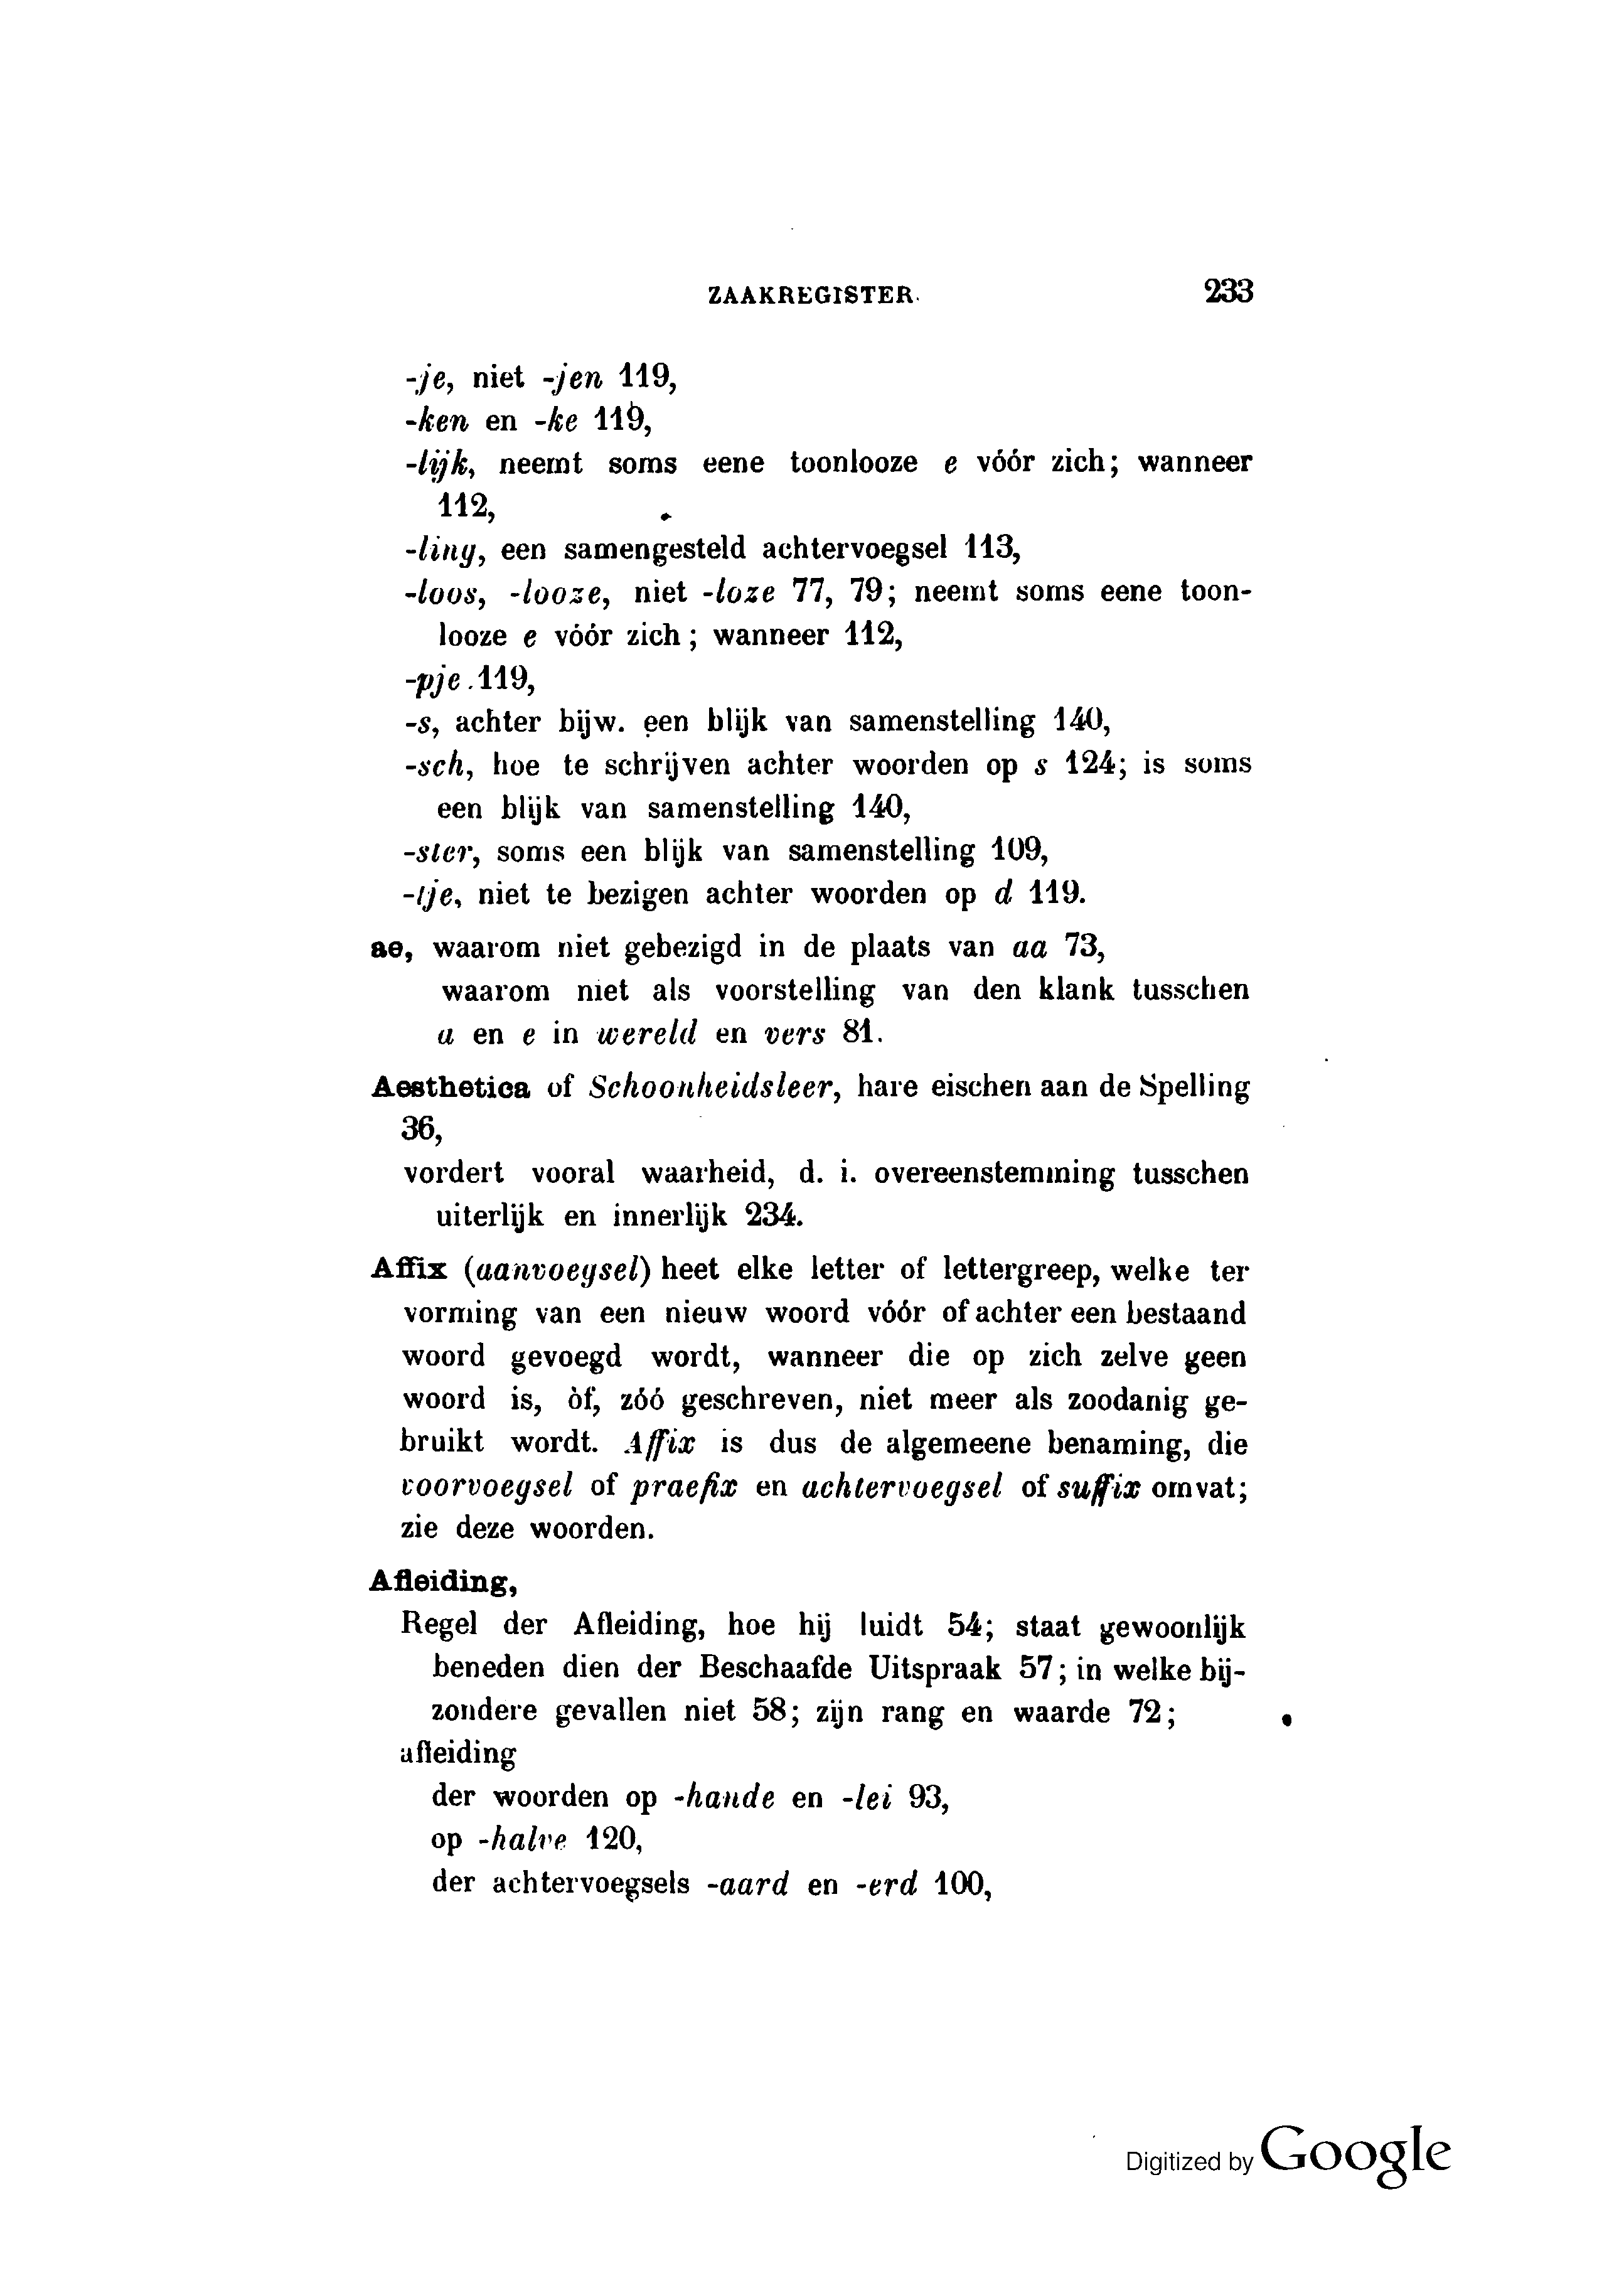 ZAAKREGISTER. 233
-je, niet -jen 119,
-ken en -ke 119,
-lijk, neemt soms eene toonlooze e vóór zich; wanneer
112,
-ling, een samengesteld achtervoegsel 113,
-loos, -looze, niet -loze 77, 79; neemt soms eene toon-
looze e vóór zich; wanneer 112,
-pje 119,
-s, achter bijw. een blijk van samenstelling 140,
-sch, hoe te schrijven achter woorden op s 124; is soms
een blijk van samenstelling 140,
-ster, soms een blijk van samenstelling 109,
-tje, niet te bezigen achter woorden op d 119.
ae, waarom niet gebezigd in de plaats van aa 73,
waarom niet als voorstelling van den klank tusschen
a en e in wereld en vers 81.
Aesthetica of Schoonheidsleer, hare eischen aan de Spelling
36,
vordert vooral waarheid, d. i. overeenstemming tusschen
uiterlijk en innerlijk 234.
Affix (aanvoegsel) heet elke letter of lettergreep, welke ter
vorming van een nieuw woord vóór of achter een bestaand
woord gevoegd wordt, wanneer die op zich zelve geen
woord is, òf, zóó geschreven, niet meer als zoodanig ge-
bruikt wordt. Affix is dus de algemeene benaming, die
voorvoegsel of praefix en achtervoegsel of suffix omvat;
zie deze woorden.
Afleiding,
Regel der Afleiding, hoe hij luidt 54; staat gewoonlijk
beneden dien der Beschaafde Uitspraak 57; in welke bij-
zondere gevallen niet 58; zijn rang en waarde 72;
afleiding
der woorden op -hande en -lei 93,
op -halve 120,
der achtervoegsels -aard en -erd 100,
Digitized by Google